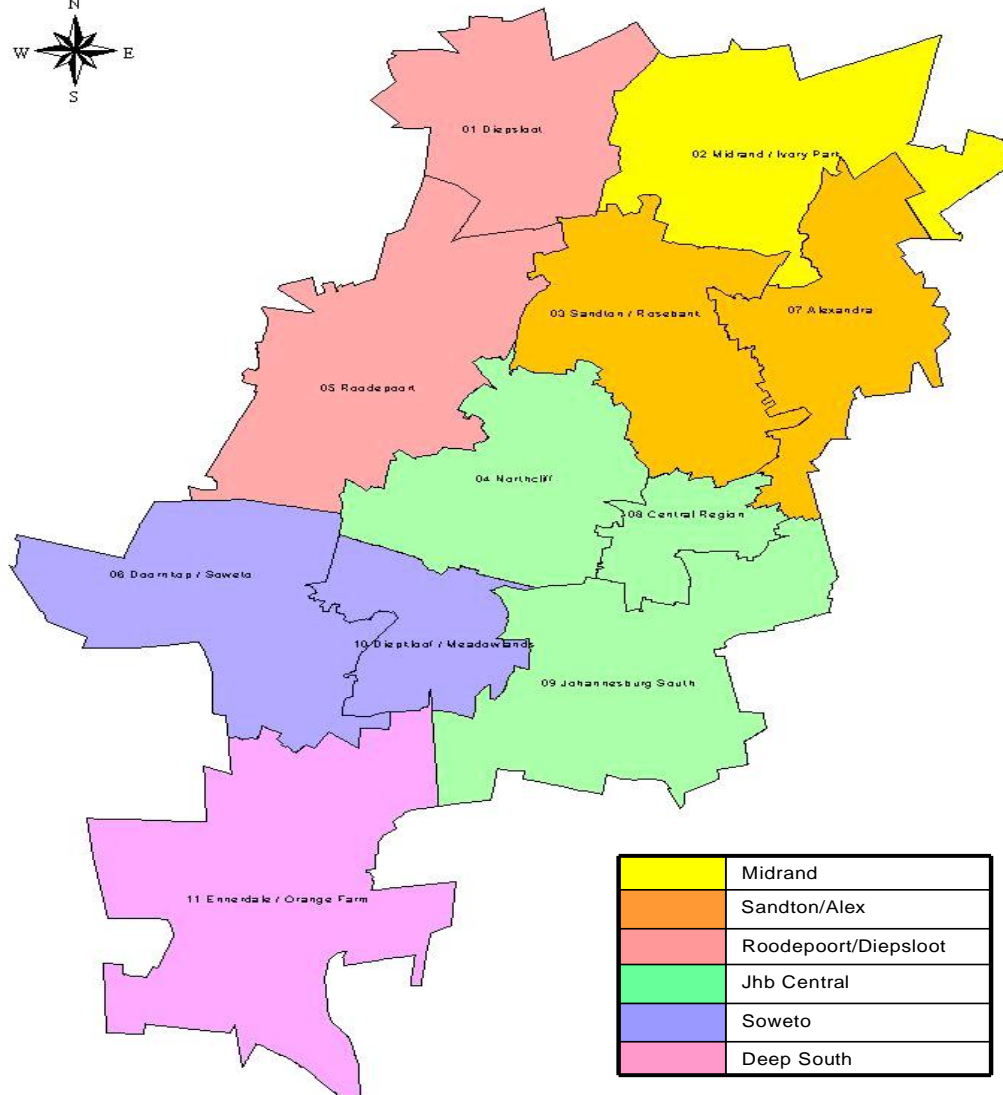 N
W E
S
01 Diepsloot
02 Midrand / Ivory Park
03 Sandton / Rosebank
07 Alexandra
05 Roodepoort
04 Northcliff
08 Central Region
06 Doornkop / Soweto
10 Diepkloof / Meadowlands
09 Johannesburg South
11 Ennerdale / Orange Farm
Midrand
Sandton/Alex
Roodepoort/Diepsloot
Jhb Central
Soweto
Deep South